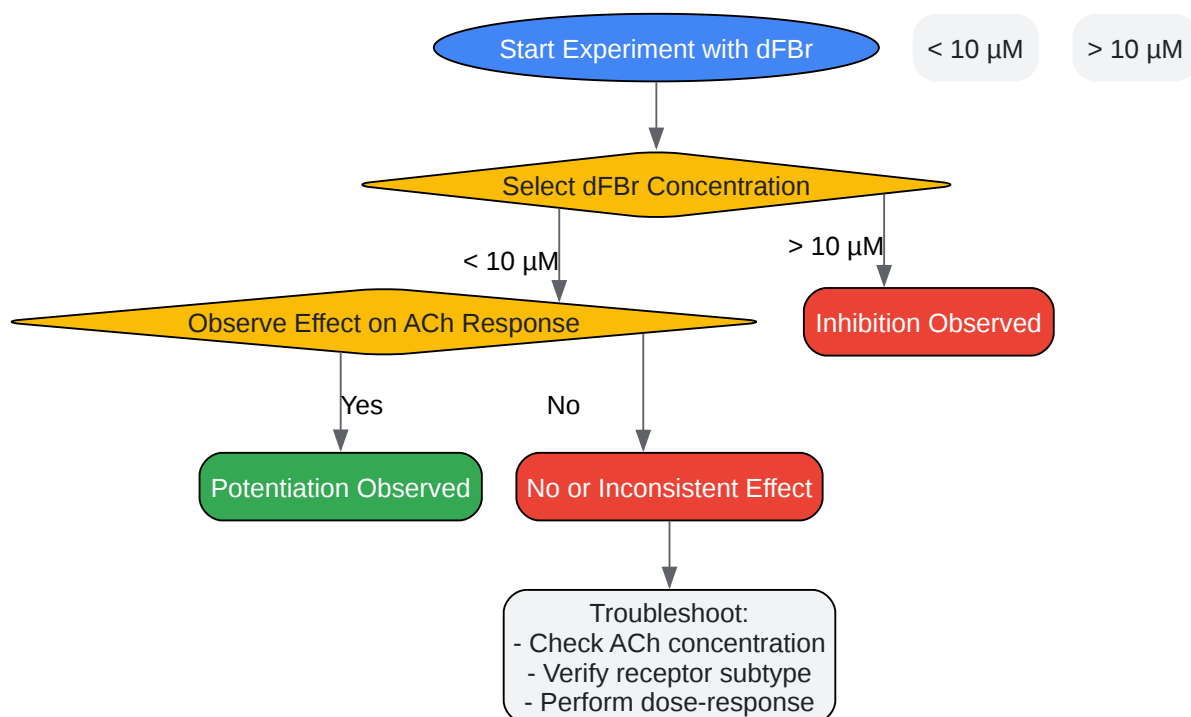 Start Experiment with dFBr
< 10 µM
> 10 µM
Select dFBr Concentration
< 10 µM
> 10 µM
Observe Effect on ACh Response
Inhibition Observed
Yes
No
Potentiation Observed
No or Inconsistent Effect
Troubleshoot:
- Check ACh concentration
- Verify receptor subtype
- Perform dose-response